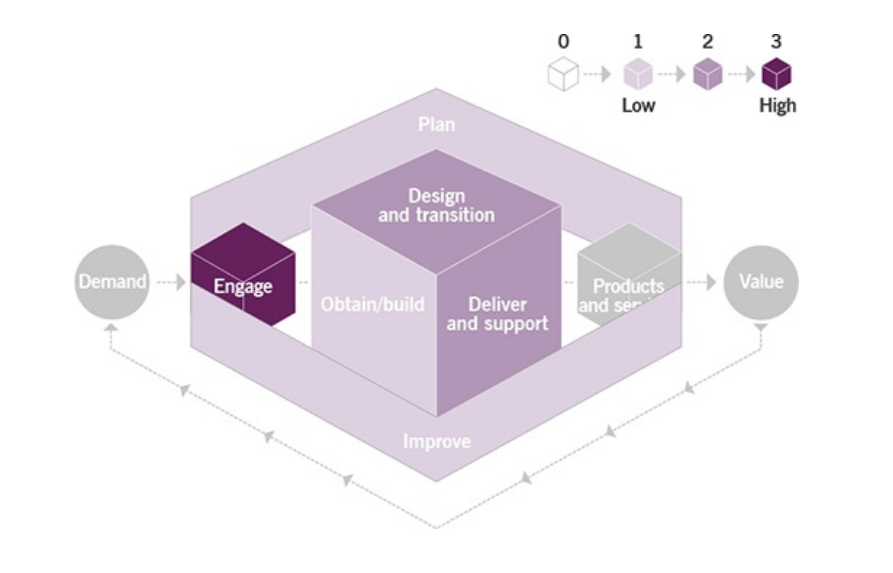 0 1 2 3
Low High
Plan
Design
and transition
Demand
Engage
Obtain/build
Deliver
and support
Products
and
Value
Improve